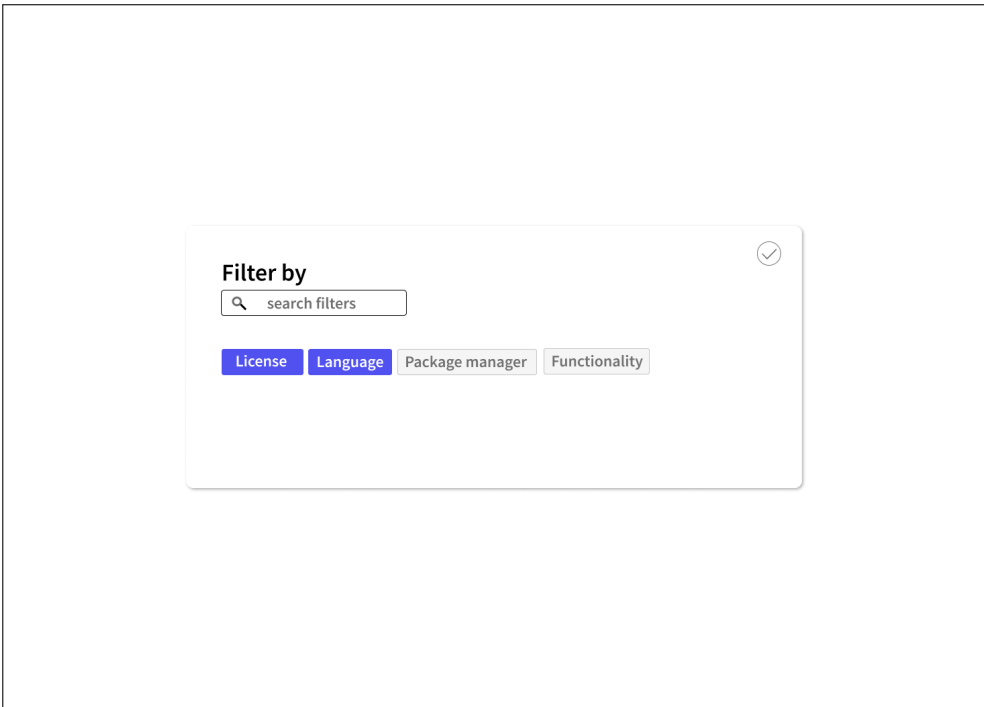 Filter by
search filters
License Language Package manager Functionality